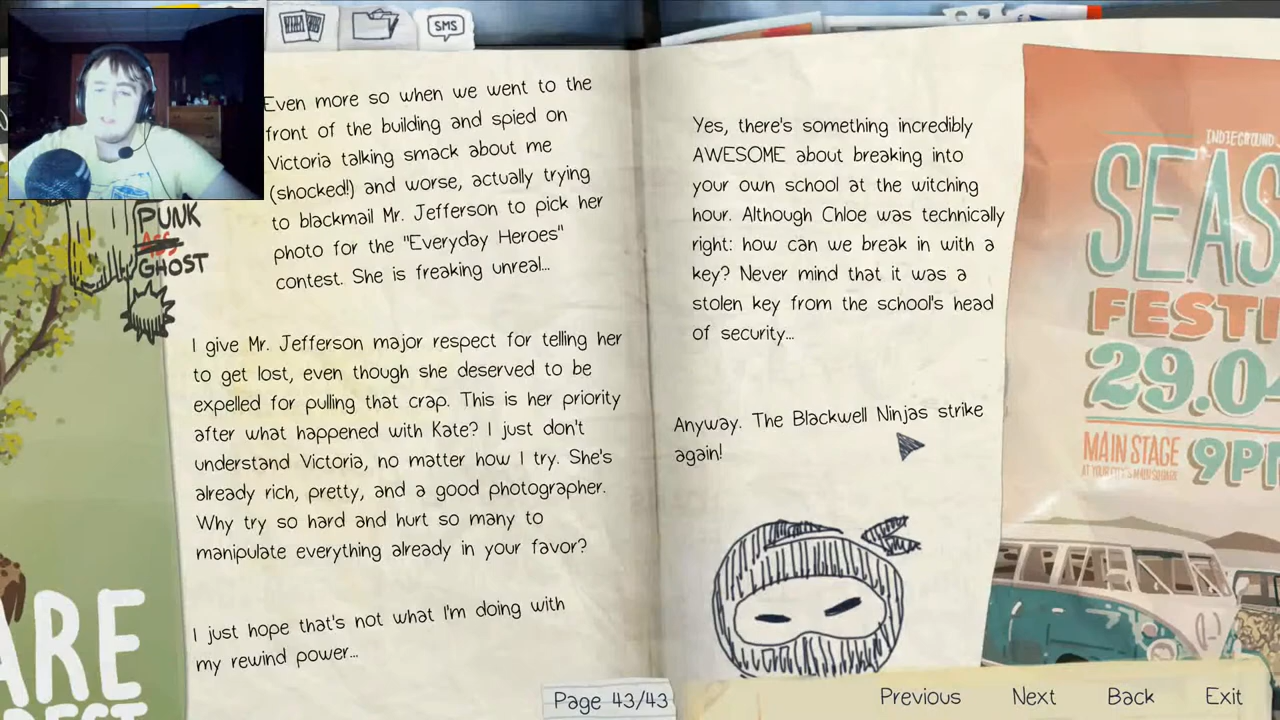 SMS
PUNK
ASS
GHOST
Even more so when we went to the
front of the building and spied on
Victoria talking smack about me
(shocked!) and worse, actually trying
to blackmail Mr. Jefferson to pick her
photo for the "Everyday Heroes"
contest. She is freaking unreal...
I give Mr. Jefferson major respect for telling her
to get lost, even though she deserved to be
expelled for pulling that crap. This is her priority
after what happened with Kate? I just don't
understand Victoria, no matter how I try. She's
already rich, pretty, and a good photographer.
Why try so hard and hurt so many to
manipulate everything already in your favor?
I just hope that's not what I'm doing with
my rewind power...
Yes, there's something incredibly
AWESOME about breaking into
your own school at the witching
hour. Although Chloe was technically
right: how can we break in with a
key? Never mind that it was a
stolen key from the school's head
of security...
Anyway. The Blackwell Ninjas strike
again!
INDIEGROUND
SEAS
FESTI
29.0
MAIN STAGE
AT YOUR CITY'S MAIN SQUARE
9P
ARE
Page 43/43
Previous
Next
Back
Exit